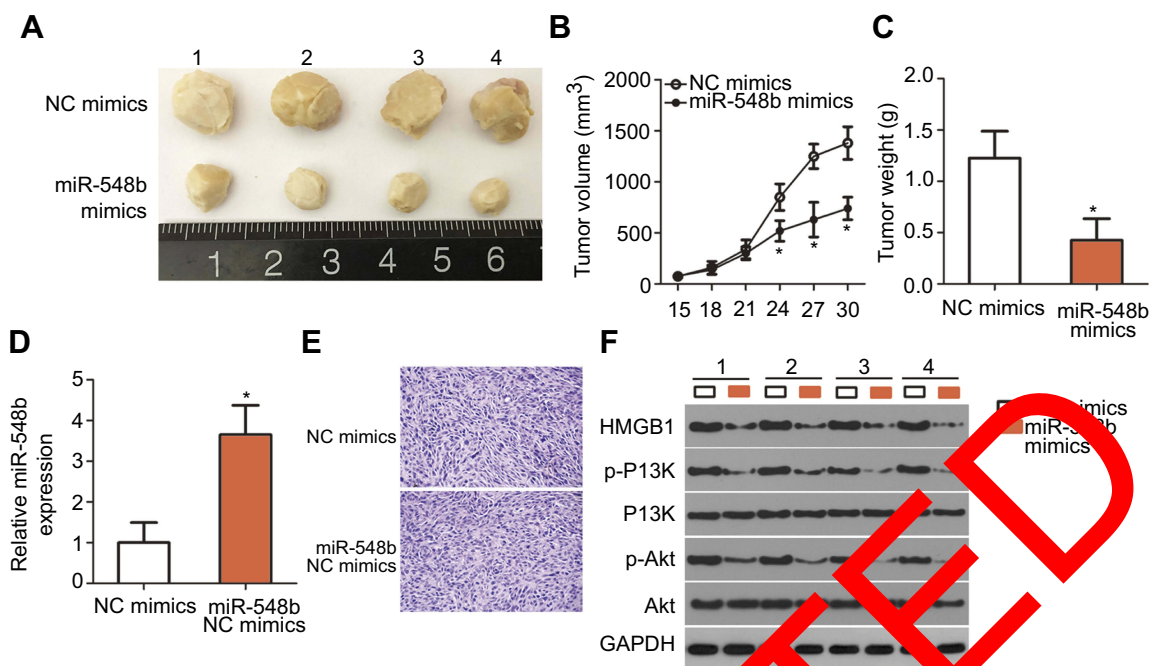 A
1 2 3 4
NC mimics
miR-548b
mimics
1 2 3 4 5 6
B
Tumor volume (mm3)
2000
1500
1000
500
0
NC mimics
miR-548b mimics
* * *
15 18 21 24 27 30
C
Tumor weight (g)
2.0
1.5
1.0
0.5
0.0
*
NC mimics
miR-548b
mimics
D
Relative miR-548b
expression
5
4
3
2
1
0
*
NC mimics
miR-548b
NC mimics
E
NC mimics
miR-548b
NC mimics
F
1 2 3 4
HMGB1
p-P13K
P13K
p-Akt
Akt
GAPDH
mimics
miR-548b
mimics
TED